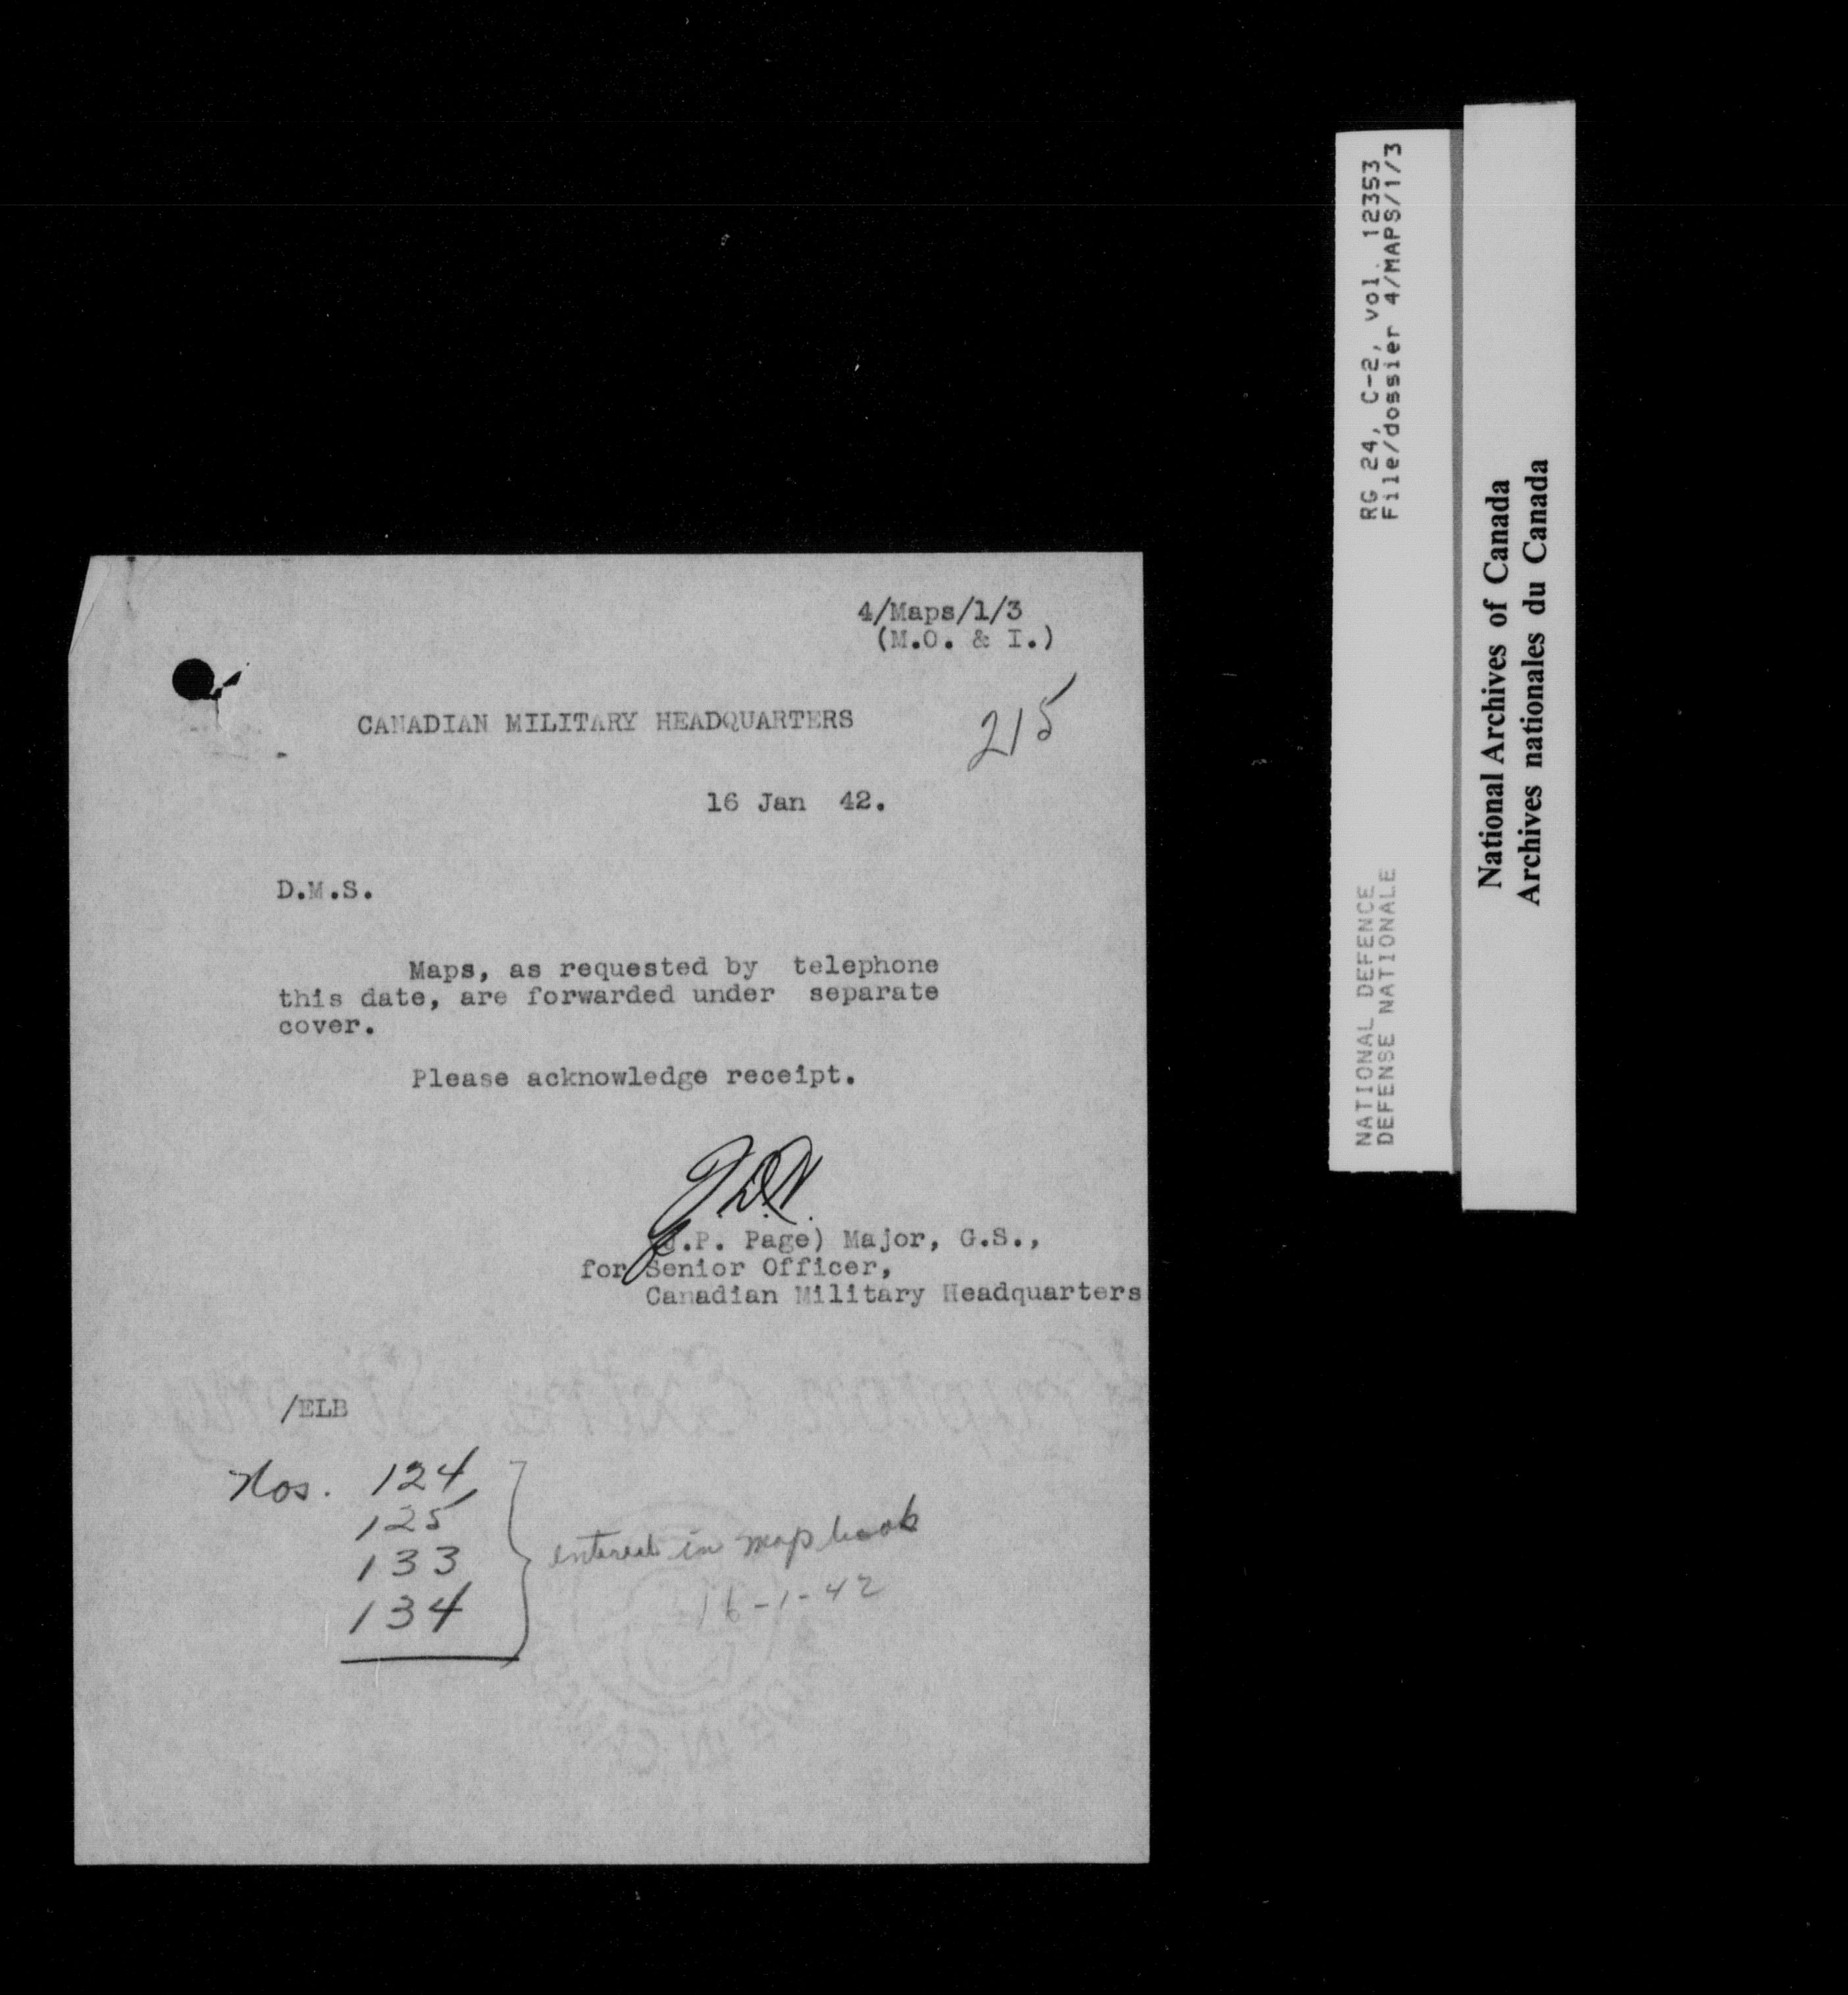 4/Maps/1/3
(M.O. & I.)
215
CANADIAN MILITARY HEADQUARTERS
16 Jan 42.
D.M.S.
Maps, as requested by telephone
this date, are forwarded under separate
cover.
Please acknowledge receipt.
(J.P. Page) Major, G.S.,
for Senior Officer,
Canadian Military Headquarters
/ELB
Nos. 124
125
133
134
entered in map book
16-1-42
RG 24, C-2, vol. 12353
File/dossier 4/MAPS/1/3
NATIONAL DEFENCE
DEFENSE NATIONALE
National Archives of Canada
Archives nationales du Canada